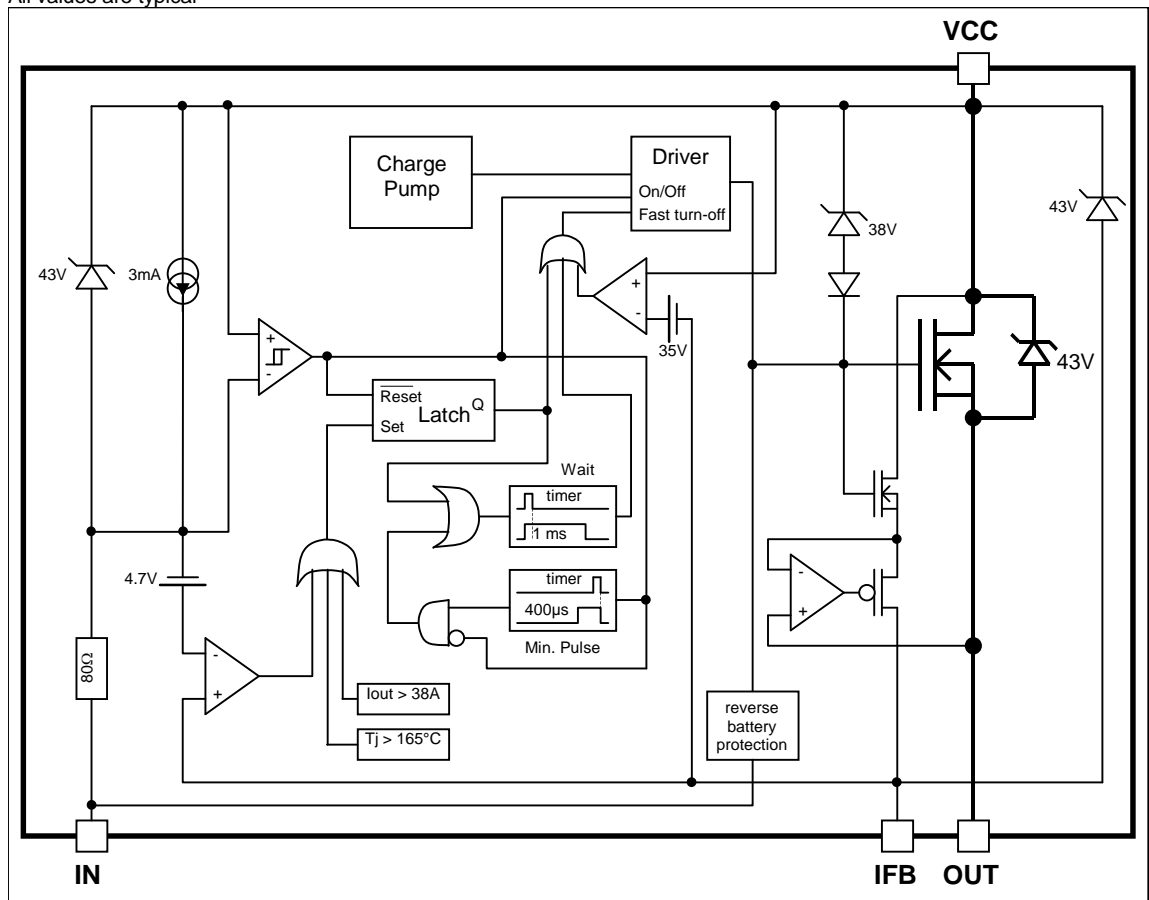 All values are typical
VCC
Charge
Pump
Driver
On/Off
Fast turn-off
43V
3mA
38V
43V
+
-
35V
+
-
43V
Reset
Latch
Q
Set
Wait
timer
1 ms
4.7V
timer
400µs
Min. Pulse
-
+
80Ω
-
+
Iout > 38A
Tj > 165°C
reverse
battery
protection
IN
IFB
OUT